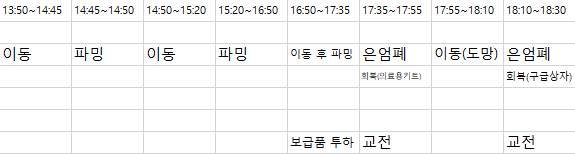 13:50~14:45 14:45~14:50 14:50~15:20 15:20~16:50 16:50~17:35 17:35~17:55 17:55~18:10 18:10~18:30
이동 파밍 이동 파밍 이동 후 파밍 은엄폐 이동(도망) 은엄폐
회복(의료용키트) 회복(구급상자)
보급품 투하 교전 교전